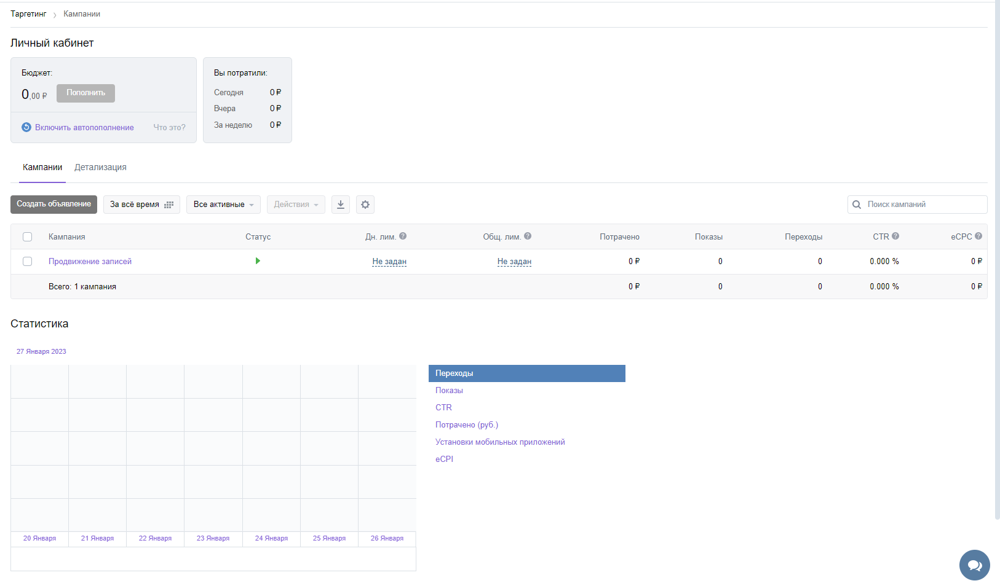 Таргетинг › Кампании
Личный кабинет
Бюджет:
0,00 ₽ Пополнить
Включить автопополнение Что это?
Вы потратили:
Сегодня 0 ₽
Вчера 0 ₽
За неделю 0 ₽
Кампании Детализация
Создать объявление За всё время Все активные Действия Поиск кампаний
Кампания Статус Дн. лим. ? Общ. лим. ? Потрачено Показы Переходы CTR ? eCPC ?
Продвижение записей Не задан Не задан 0 ₽ 0 0 0.000 % 0 ₽
Всего: 1 кампания 0 ₽ 0 0 0.000 % 0 ₽
Статистика
27 Января 2023
20 Января 21 Января 22 Января 23 Января 24 Января 25 Января 26 Января
Переходы
Показы
CTR
Потрачено (руб.)
Установки мобильных приложений
eCPI